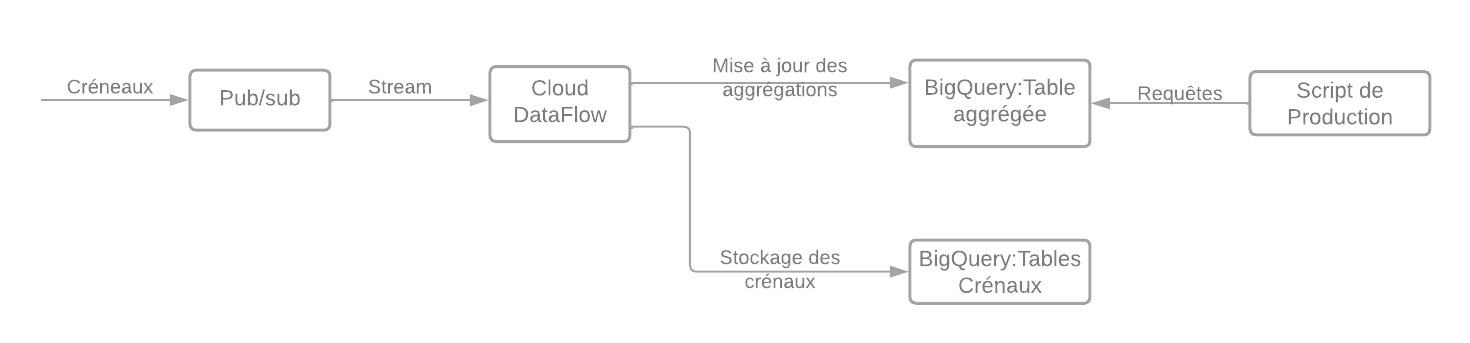 Créneaux
Pub/sub
Stream
Cloud
DataFlow
Mise à jour des
aggrégations
BigQuery:Table
aggrégée
Requêtes
Script de
Production
Stockage des
crénaux
BigQuery:Tables
Crénaux